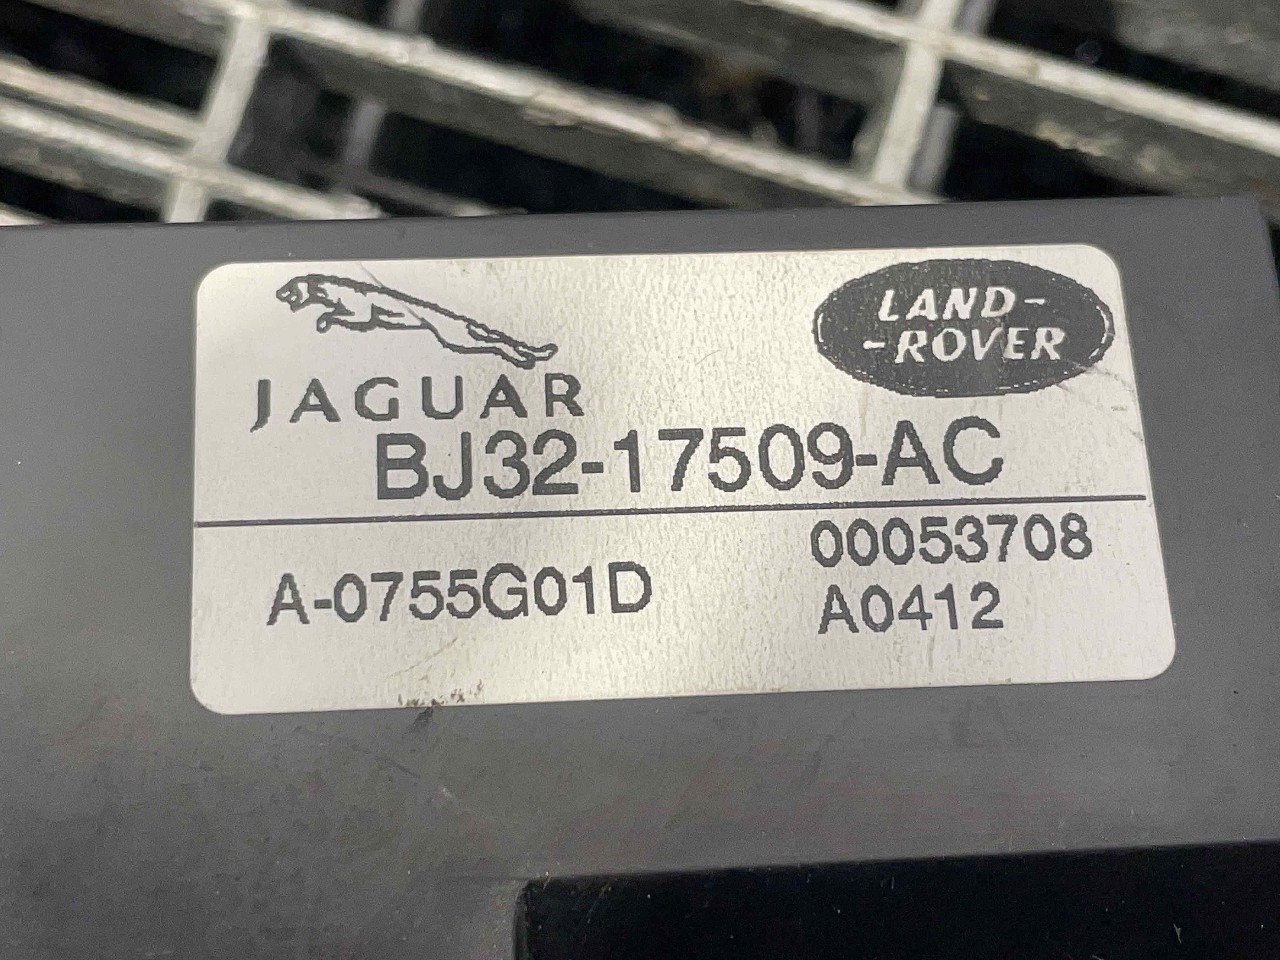 JAGUAR
LAND-
-ROVER
BJ32-17509-AC
A-0755G01D
00053708
A0412